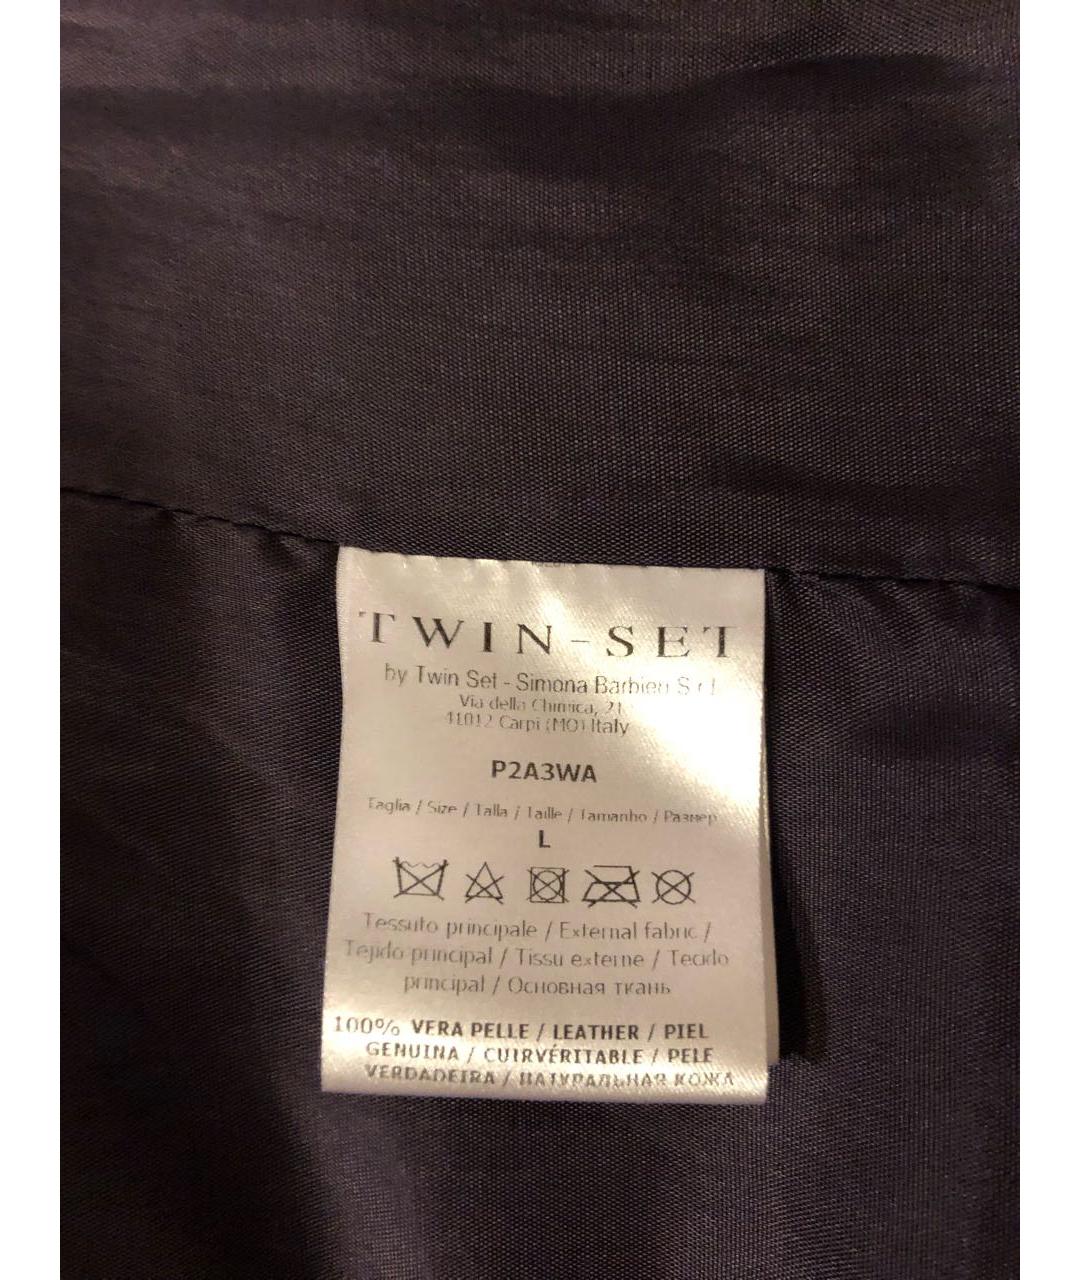 TWIN-SET
by Twin Set - Simona Barbieri S.r.l.
Via della Chimica, 21
41012 Carpi (MO) Italy
P2A3WA
Taglia / Size / Talla / Taille / Tamanho / Размер
L
Tessuto principale / External fabric /
Tejido principal / Tissu externe / Tecido
principal / Основная ткань
100% VERA PELLE / LEATHER / PIEL
GENUINA / CUIRVÉRITABLE / PELE
VERDADEIRA / НАТУРАЛЬНАЯ КОЖА